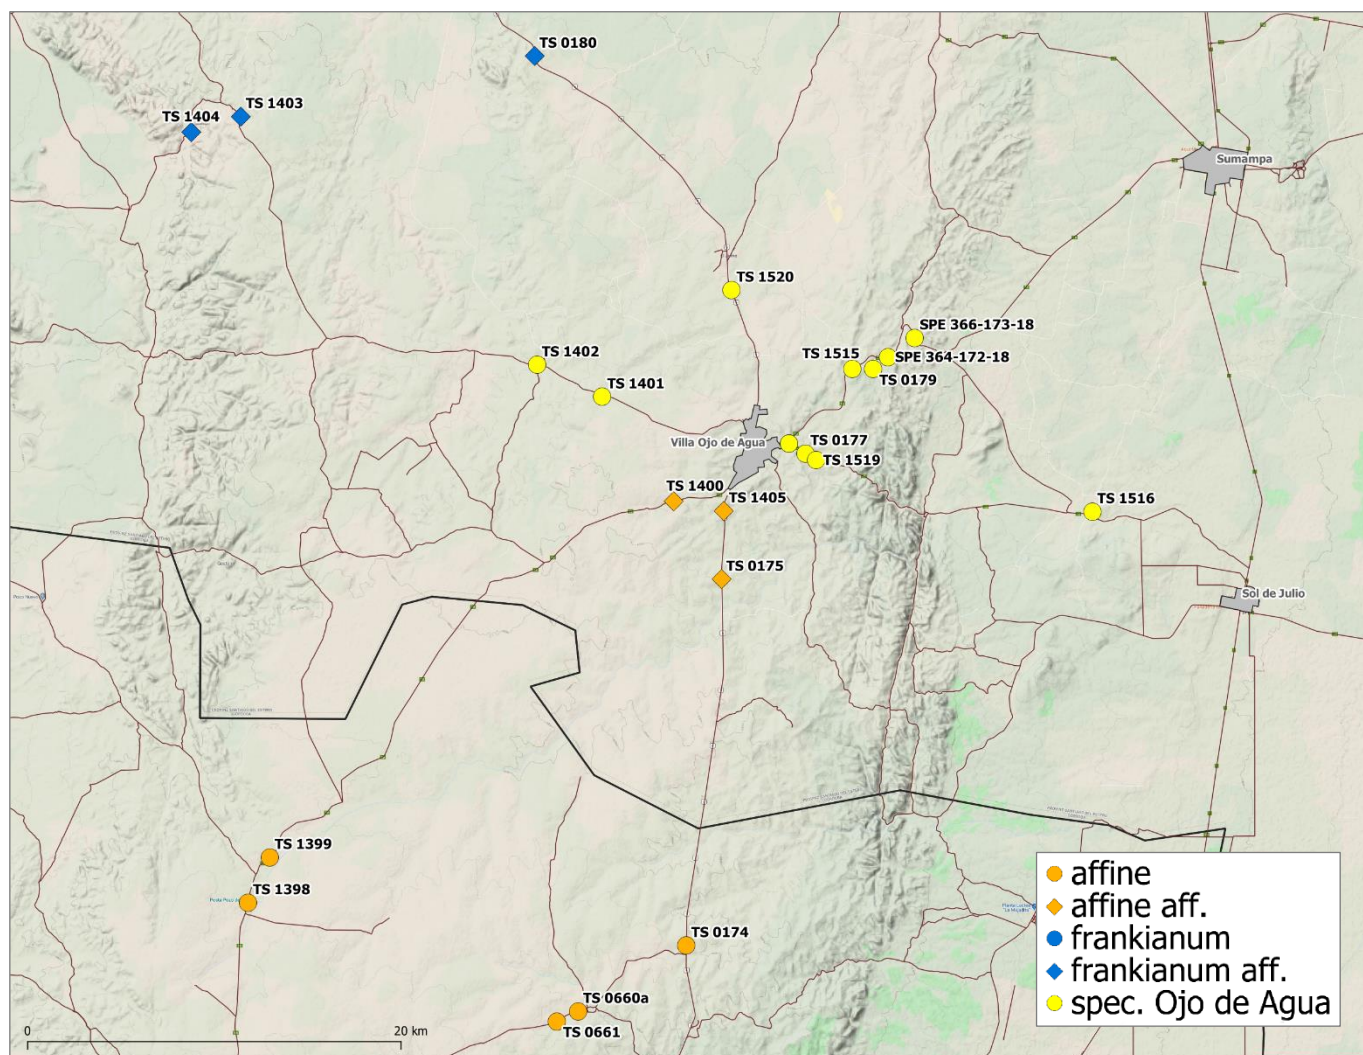 TS 0180
TS 1403
TS 1404
Sumampa
TS 1520
SPE 366-173-18
TS 1402
TS 1515
SPE 364-172-18
TS 0179
TS 1401
Villa Ojo de Agua
TS 0177
TS 1519
TS 1400
TS 1405
TS 1516
TS 0175
Sol de Julio
TS 1399
TS 1398
TS 0174
TS 0660a
TS 0661
affine
affine aff.
frankianum
frankianum aff.
spec. Ojo de Agua
0
20 km